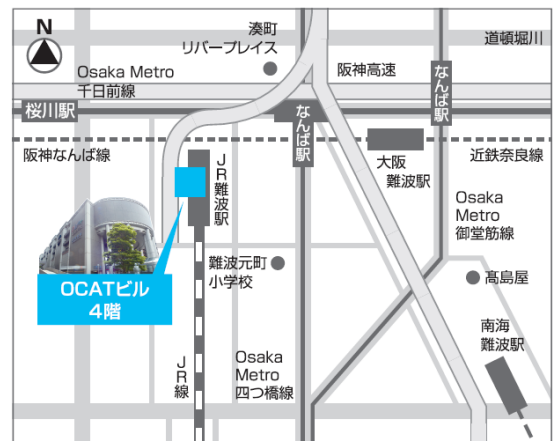 N
湊町
リバープレイス
道頓堀川
Osaka Metro
千日前線
阪神高速
なんば駅
桜川駅
なんば駅
阪神なんば線
大阪
難波駅
近鉄奈良線
JR難波駅
Osaka
Metro
御堂筋線
難波元町
小学校
髙島屋
OCATビル
4階
南海
難波駅
JR線
Osaka
Metro
四つ橋線